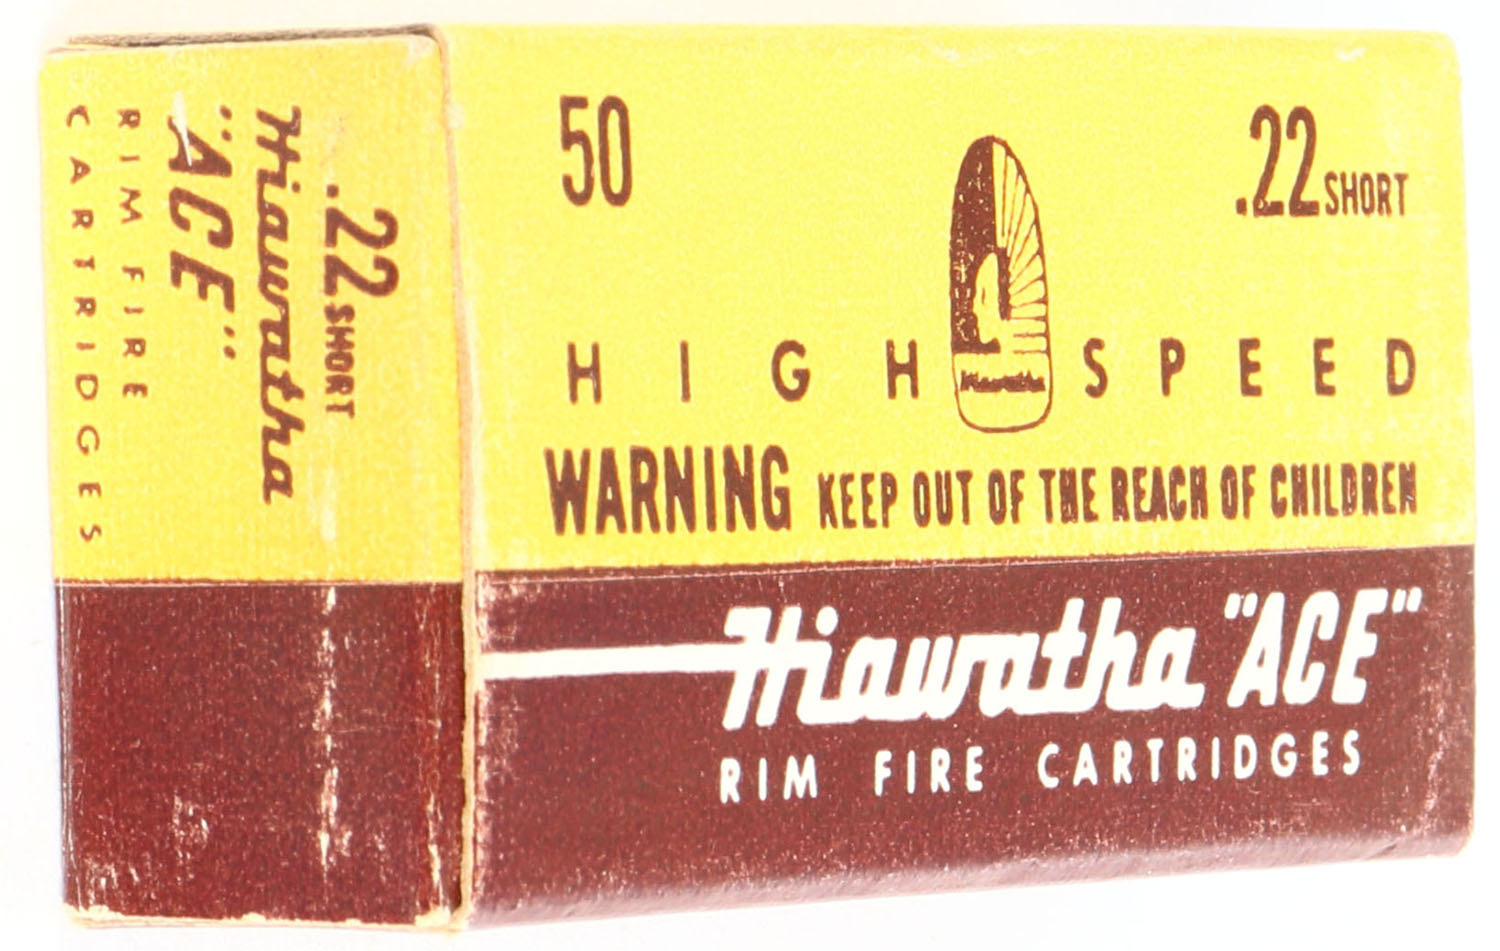 .22 SHORT
Hiawatha
"ACE"
RIM FIRE
CARTRIDGES
50
.22 SHORT
Hiawatha
HIGH SPEED
WARNING KEEP OUT OF THE REACH OF CHILDREN
Hiawatha "ACE"
RIM FIRE CARTRIDGES